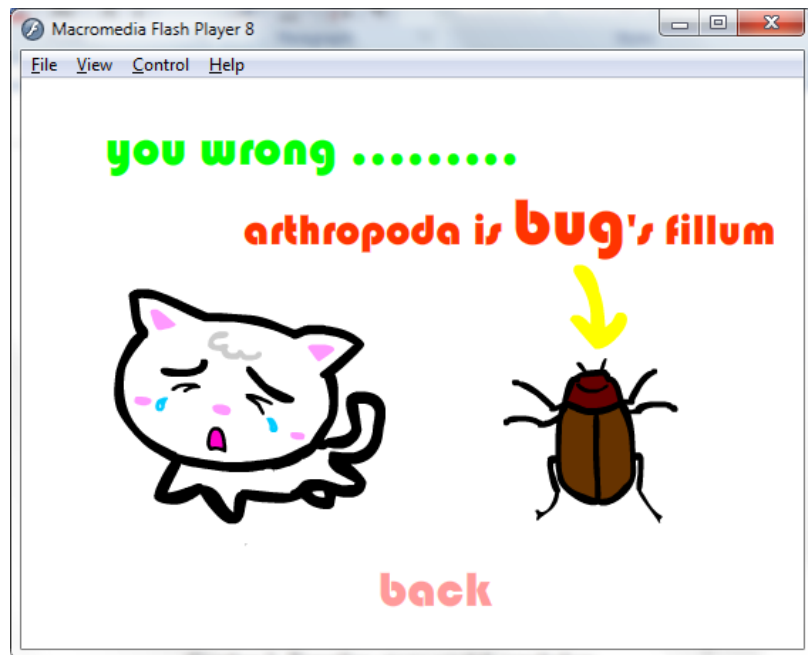 Macromedia Flash Player 8
File View Control Help
you wrong .........
arthropoda is bug's fillum
back